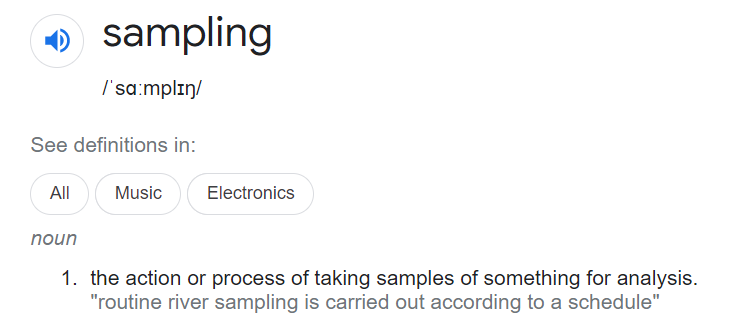 sampling
/ˈsɑːmplɪŋ/
See definitions in:
All Music Electronics
noun
1. the action or process of taking samples of something for analysis.
"routine river sampling is carried out according to a schedule"